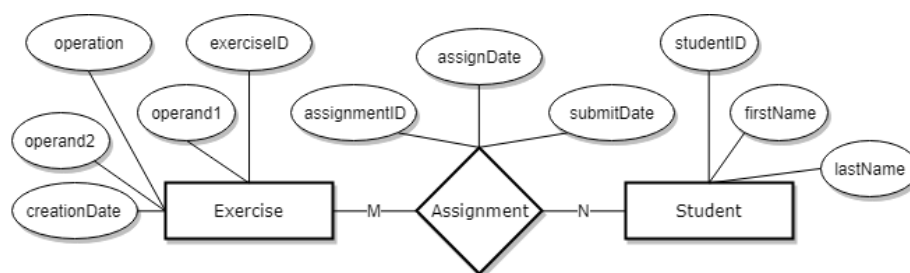 operation
exerciseID
assignDate
studentID
operand1
assignmentID
submitDate
firstName
operand2
lastName
creationDate
Exercise
M
Assignment
N
Student